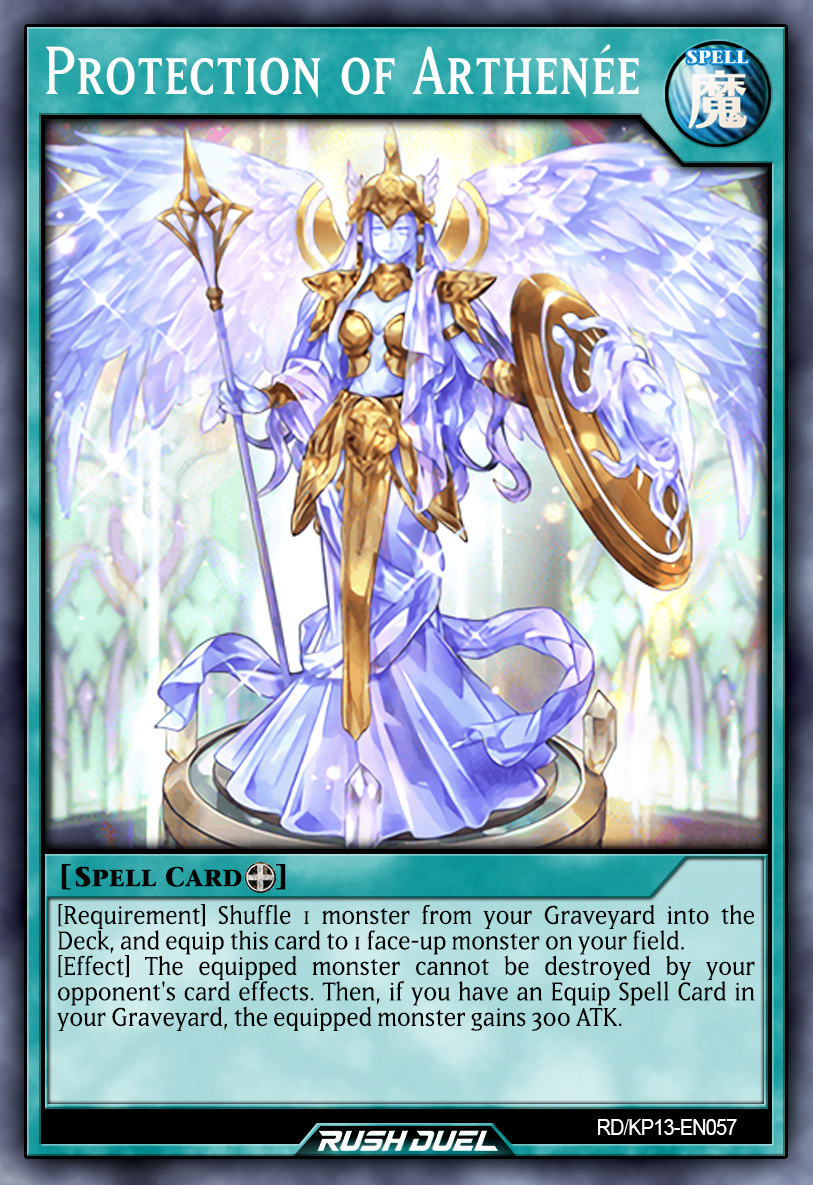 Protection of Arthenée
SPELL
魔
[Spell Card]
[Requirement] Shuffle 1 monster from your Graveyard into the
Deck, and equip this card to 1 face-up monster on your field.
[Effect] The equipped monster cannot be destroyed by your
opponent's card effects. Then, if you have an Equip Spell Card in
your Graveyard, the equipped monster gains 300 ATK.
RD/KP13-EN057
RUSH DUEL